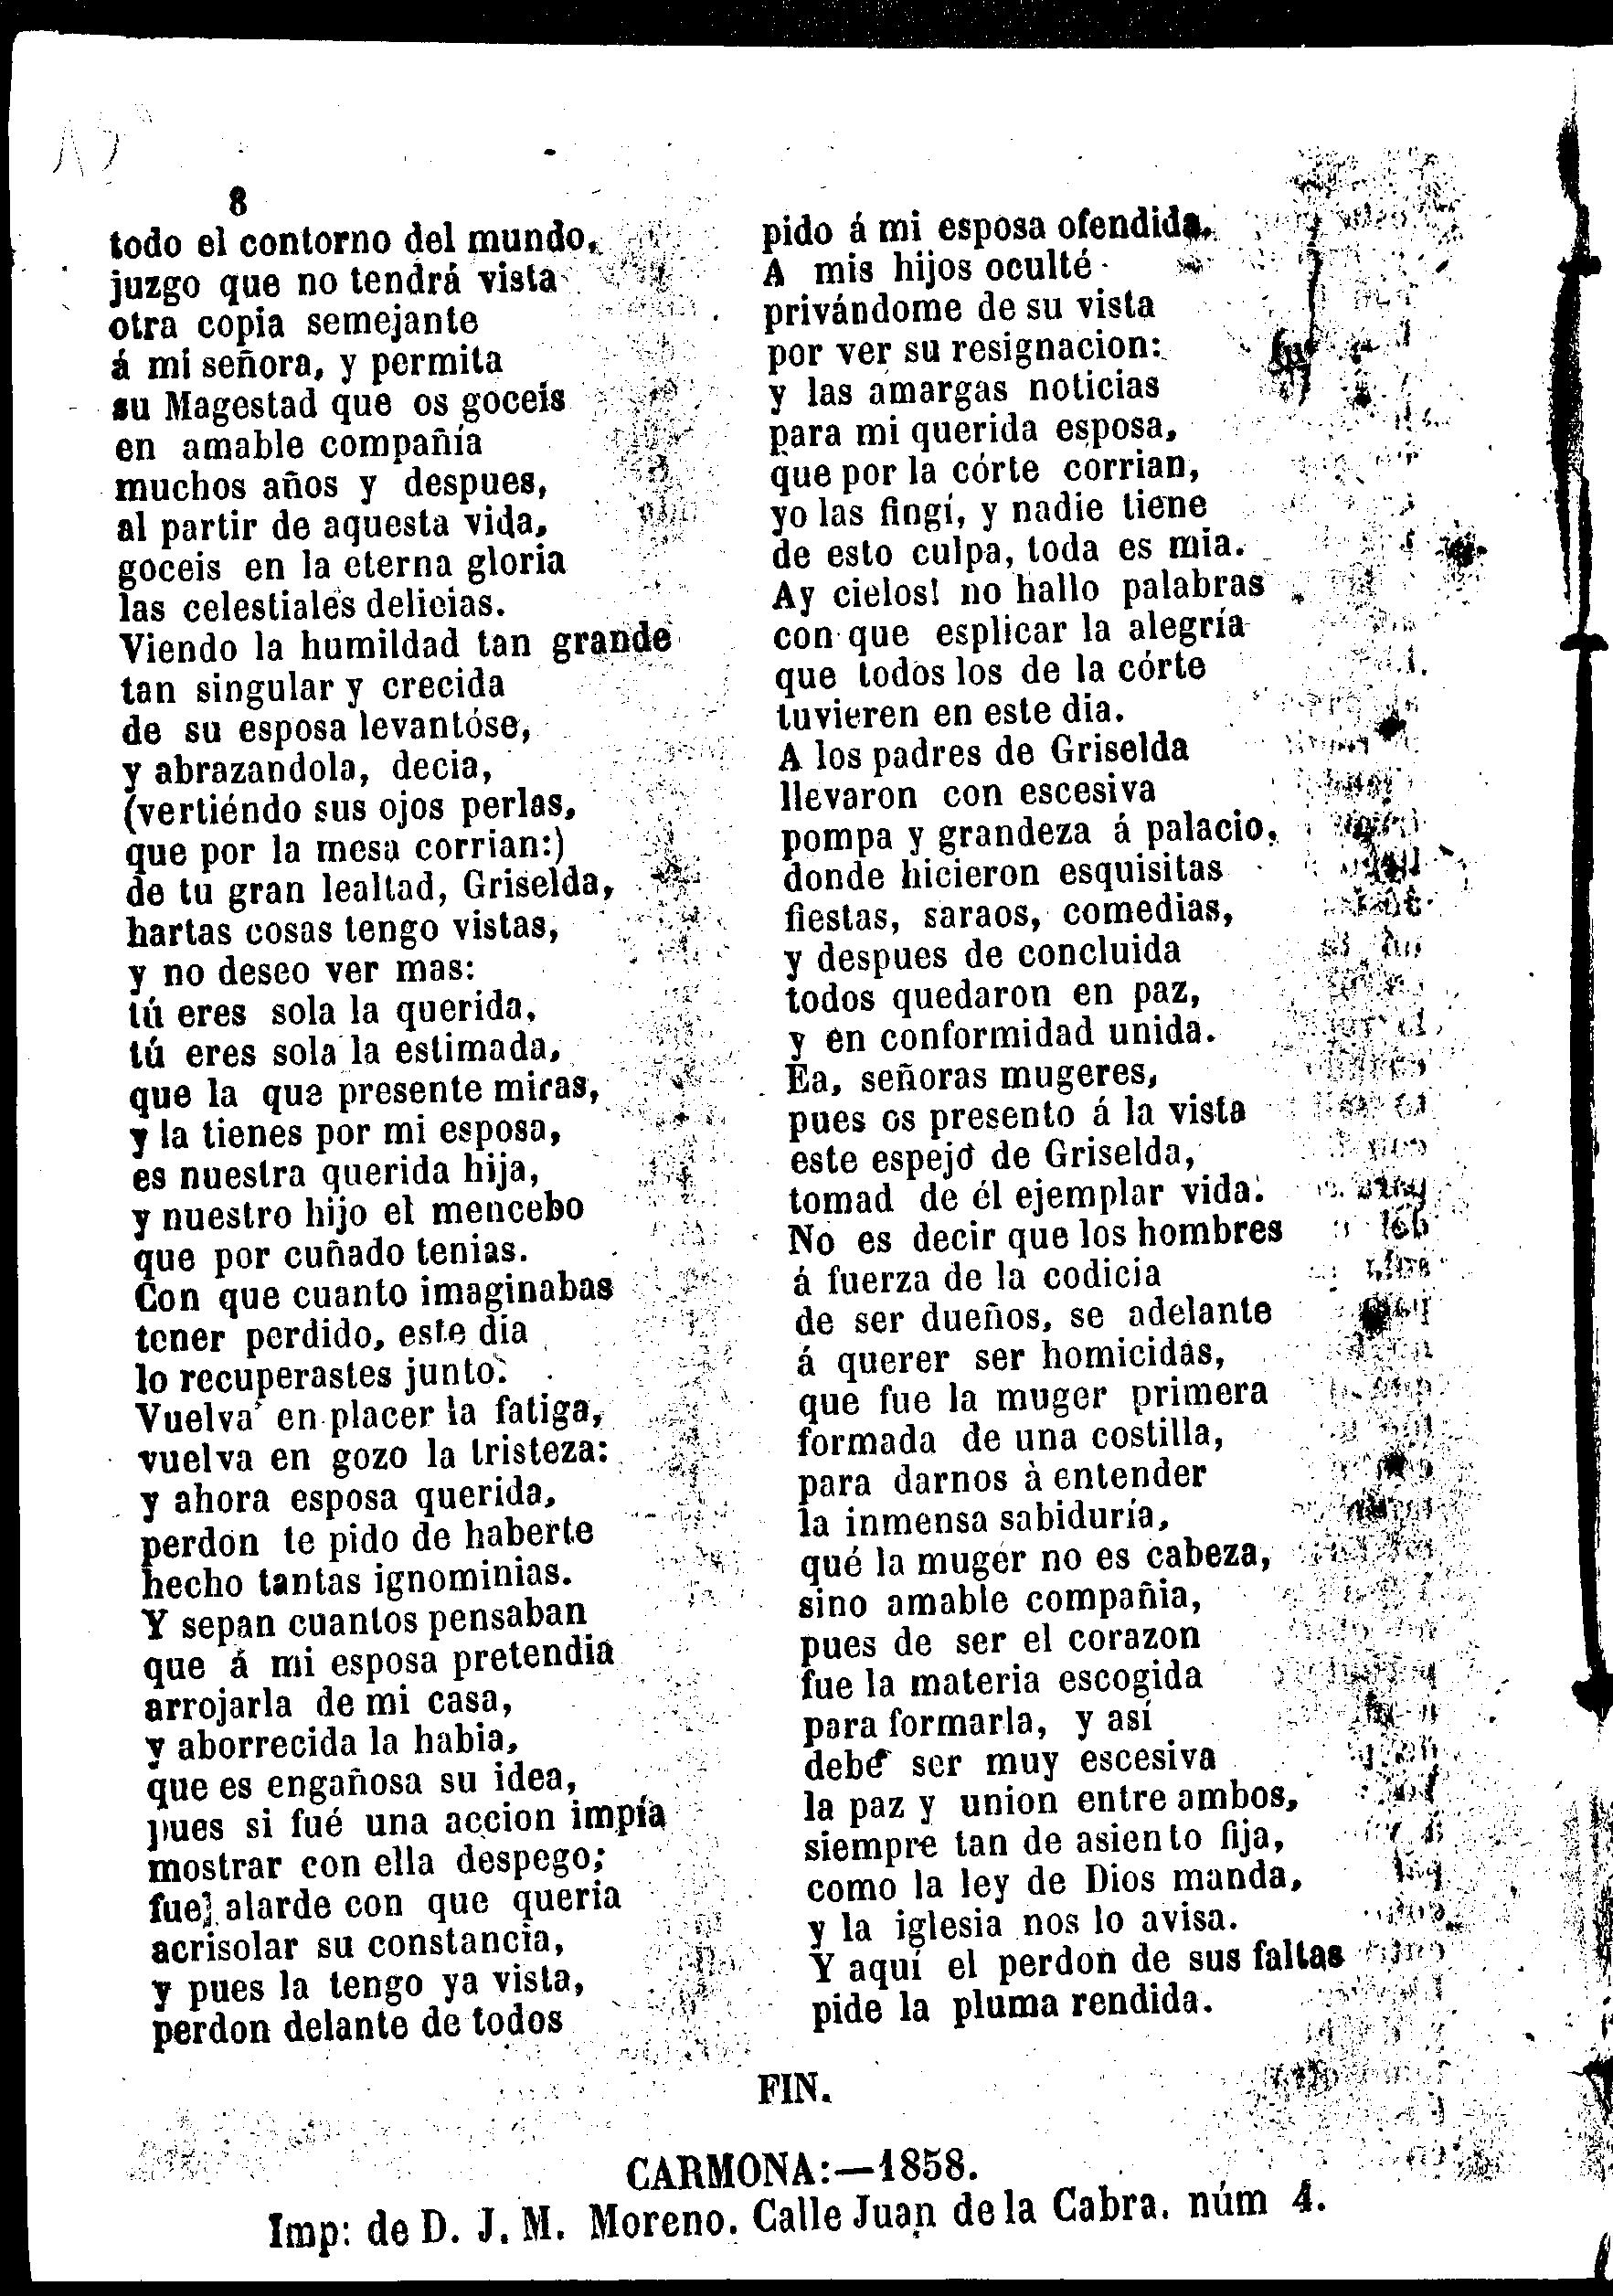 8
todo el contorno del mundo,
juzgo que no tendrá vista
otra copia semejante
á mi señora, y permita
su Magestad que os goceis
en amable compañía
muchos años y despues,
al partir de aquesta vida,
goceis en la eterna gloria
las celestiales delicias.
Viendo la humildad tan grande
tan singular y crecida
de su esposa levantóse,
y abrazandola, decia,
(vertiéndo sus ojos perlas,
que por la mesa corrian:)
de tu gran lealtad, Griselda,
hartas cosas tengo vistas,
y no deseo ver mas:
tú eres sola la querida,
tú eres sola la estimada,
que la que presente miras,
y la tienes por mi esposa,
es nuestra querida hija,
y nuestro hijo el mencebo
que por cuñado tenias.
Con que cuanto imaginabas
tener perdido, este dia
lo recuperastes junto:
Vuelva en placer la fatiga,
vuelva en gozo la tristeza:
y ahora esposa querida,
perdon te pido de haberte
hecho tantas ignominias.
Y sepan cuantos pensaban
que á mi esposa pretendia
arrojarla de mi casa,
y aborrecida la habia,
que es engañosa su idea,
pues si fué una accion impía
mostrar con ella despego;
fue alarde con que queria
acrisolar su constancia,
y pues la tengo ya vista,
perdon delante de todos
pido á mi esposa ofendida.
A mis hijos oculté
privándome de su vista
por ver su resignacion:
y las amargas noticias
para mi querida esposa,
que por la córte corrian,
yo las fingí, y nadie tiene
de esto culpa, toda es mia.
Ay cielos! no hallo palabras
con que esplicar la alegría
que todos los de la córte
tuvieren en este dia.
A los padres de Griselda
llevaron con escesiva
pompa y grandeza á palacio,
donde hicieron esquisitas
fiestas, saraos, comedias,
y despues de concluida
todos quedaron en paz,
y en conformidad unida.
Ea, señoras mugeres,
pues os presento á la vista
este espejo de Griselda,
tomad de él ejemplar vida.
No es decir que los hombres
á fuerza de la codicia
de ser dueños, se adelante
á querer ser homicidas,
que fue la muger primera
formada de una costilla,
para darnos à entender
la inmensa sabiduría,
qué la muger no es cabeza,
sino amable compañia,
pues de ser el corazon
fue la materia escogida
para formarla, y así
debe ser muy escesiva
la paz y union entre ambos,
siempre tan de asiento fija,
como la ley de Dios manda,
y la iglesia nos lo avisa.
Y aquí el perdon de sus faltas
pide la pluma rendida.
FIN.
CARMONA:—1858.
Imp: de D. J. M. Moreno. Calle Juan de la Cabra. núm 4.